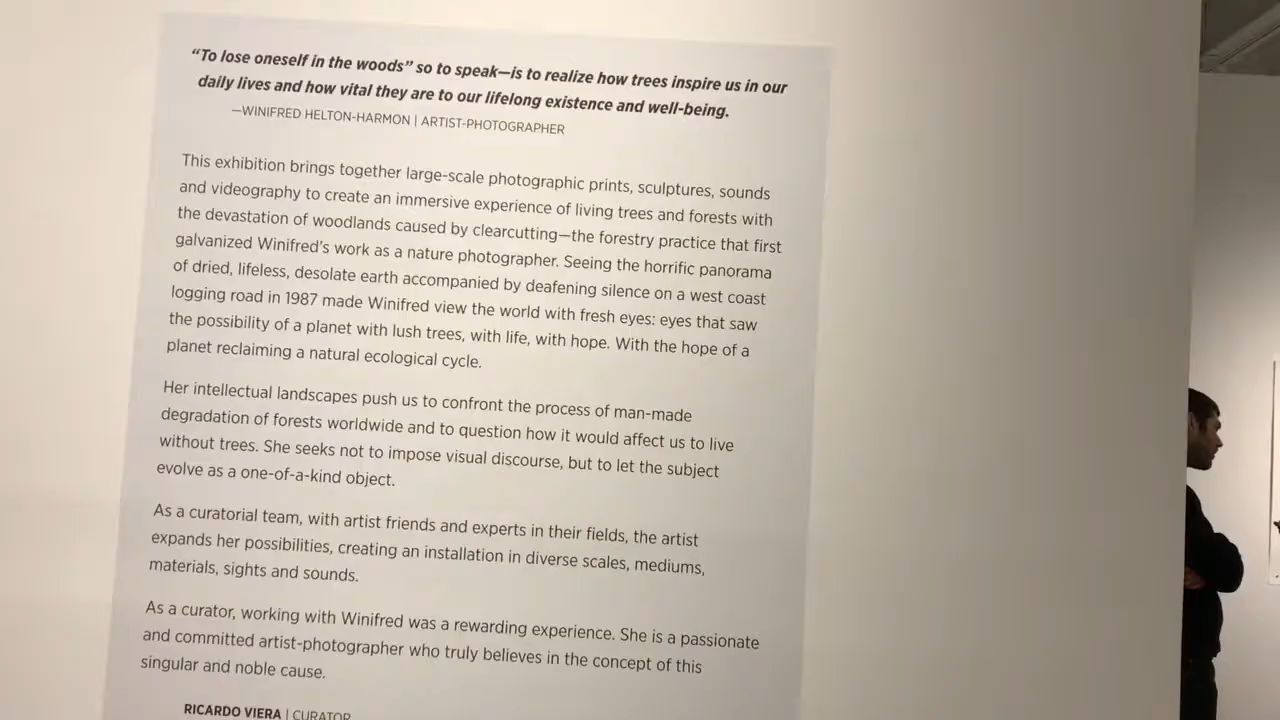 “To lose oneself in the woods” so to speak—is to realize how trees inspire us in our
daily lives and how vital they are to our lifelong existence and well-being.
—WINIFRED HELTON-HARMON | ARTIST-PHOTOGRAPHER
This exhibition brings together large-scale photographic prints, sculptures, sounds
and videography to create an immersive experience of living trees and forests with
the devastation of woodlands caused by clearcutting—the forestry practice that first
galvanized Winifred’s work as a nature photographer. Seeing the horrific panorama
of dried, lifeless, desolate earth accompanied by deafening silence on a west coast
logging road in 1987 made Winifred view the world with fresh eyes: eyes that saw
the possibility of a planet with lush trees, with life, with hope. With the hope of a
planet reclaiming a natural ecological cycle.
Her intellectual landscapes push us to confront the process of man-made
degradation of forests worldwide and to question how it would affect us to live
without trees. She seeks not to impose visual discourse, but to let the subject
evolve as a one-of-a-kind object.
As a curatorial team, with artist friends and experts in their fields, the artist
expands her possibilities, creating an installation in diverse scales, mediums,
materials, sights and sounds.
As a curator, working with Winifred was a rewarding experience. She is a passionate
and committed artist-photographer who truly believes in the concept of this
singular and noble cause.
RICARDO VIERA | CURATOR